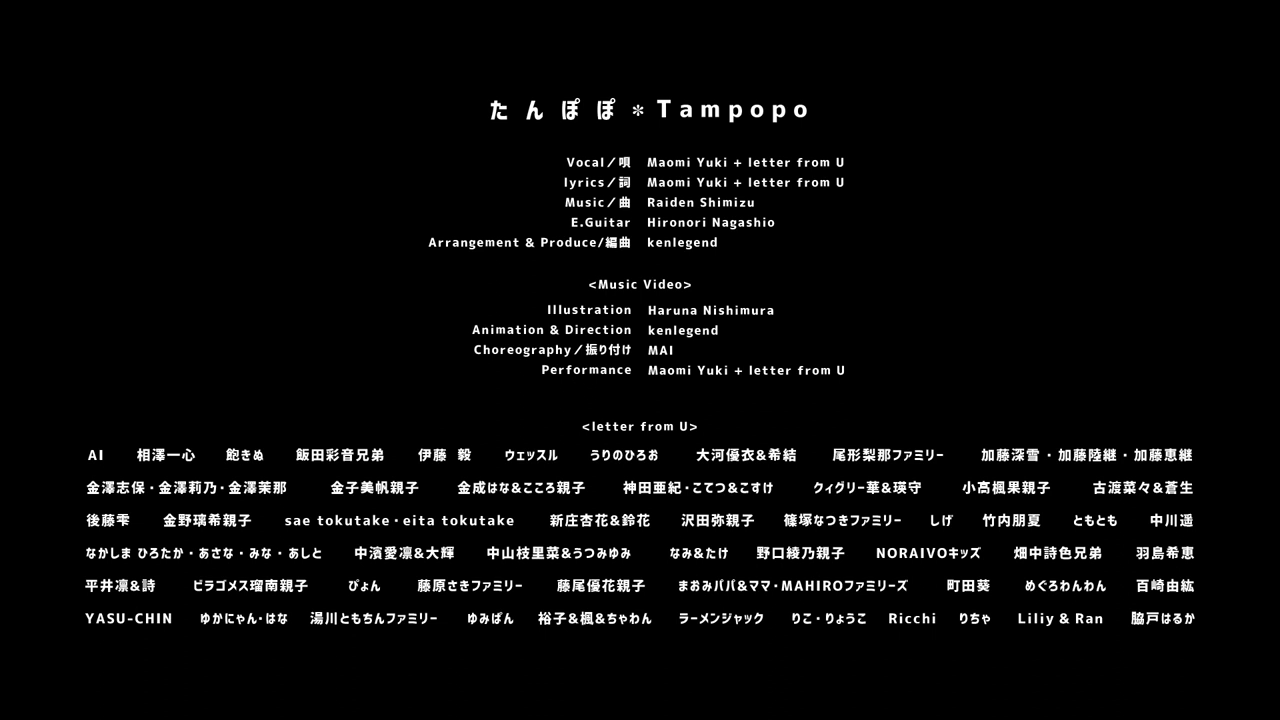 たんぽぽ＊Tampopo
Vocal／唄 Maomi Yuki + letter from U
lyrics／詞 Maomi Yuki + letter from U
Music／曲 Raiden Shimizu
E.Guitar Hironori Nagashio
Arrangement & Produce/編曲 kenlegend
<Music Video>
Illustration Haruna Nishimura
Animation & Direction kenlegend
Choreography／振り付け MAI
Performance Maomi Yuki + letter from U
<letter from U>
AI 相澤一心 飽きぬ 飯田彩音兄弟 伊藤 毅 ウェッスル うりのひろお 大河優衣&希結 尾形梨那ファミリー 加藤深雪・加藤陸継・加藤恵継
金澤志保・金澤莉乃・金澤茉那 金子美帆親子 金成はな&こころ親子 神田亜紀・こてつ&こすけ クィグリー華&瑛守 小高楓果親子 古渡菜々&蒼生
後藤雫 金野璃希親子 sae tokutake・eita tokutake 新庄杏花&鈴花 沢田弥親子 篠塚なつきファミリー しげ 竹内朋夏 ともとも 中川遥
なかしま ひろたか・あさな・みな・あしと 中濱愛凛&大輝 中山枝里菜&うつみゆみ なみ&たけ 野口綾乃親子 NORAIVOキッズ 畑中詩色兄弟 羽島希恵
平井凛&詩 ビラゴメス瑠南親子 ぴょん 藤原さきファミリー 藤尾優花親子 まおみパパ&ママ・MAHIROファミリーズ 町田葵 めぐろわんわん 百崎由紘
YASU-CHIN ゆかにゃん・はな 湯川ともちんファミリー ゆみぱん 裕子&楓&ちゃわん ラーメンジャック りこ・りょうこ Ricchi りちゃ Liliy & Ran 脇戸はるか